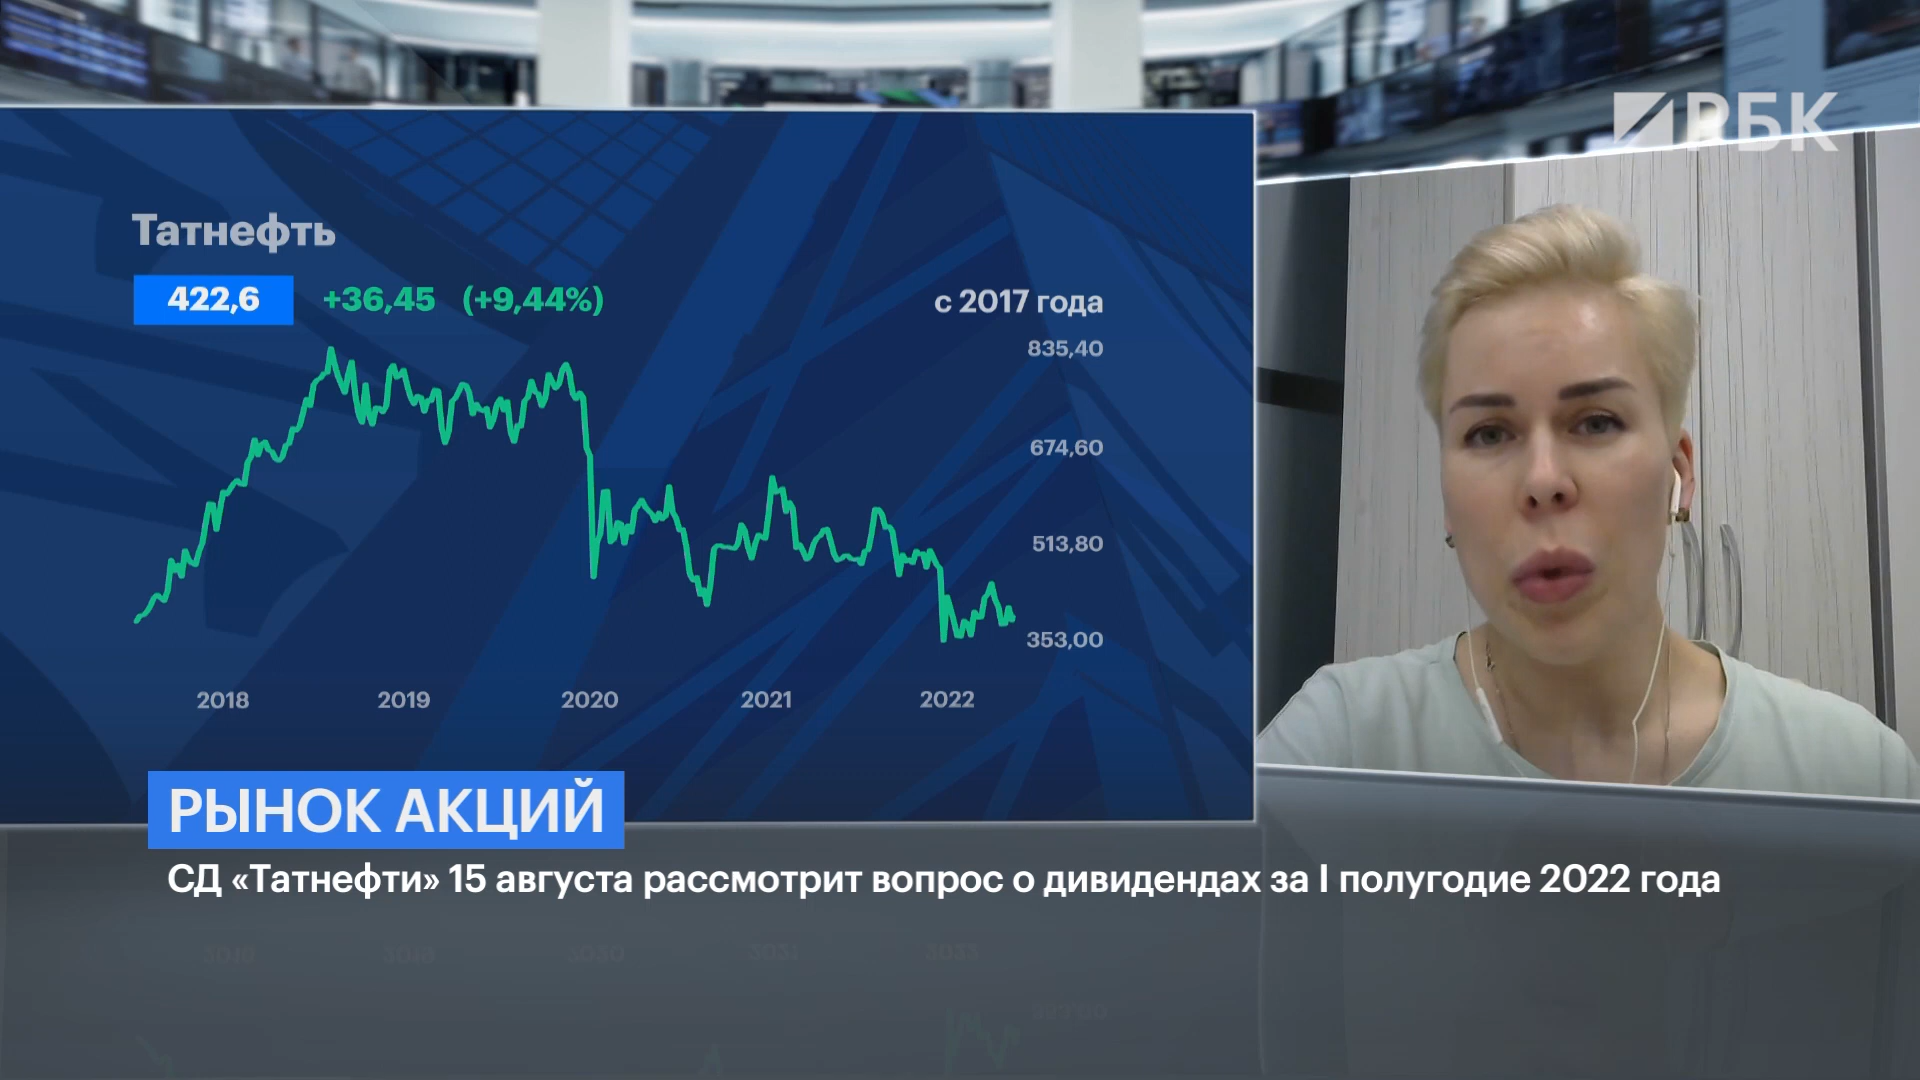 РБК
Татнефть
422,6 +36,45 (+9,44%)
с 2017 года
835,40
674,60
513,80
353,00
2018 2019 2020 2021 2022
РЫНОК АКЦИЙ
СД «Татнефти» 15 августа рассмотрит вопрос о дивидендах за I полугодие 2022 года